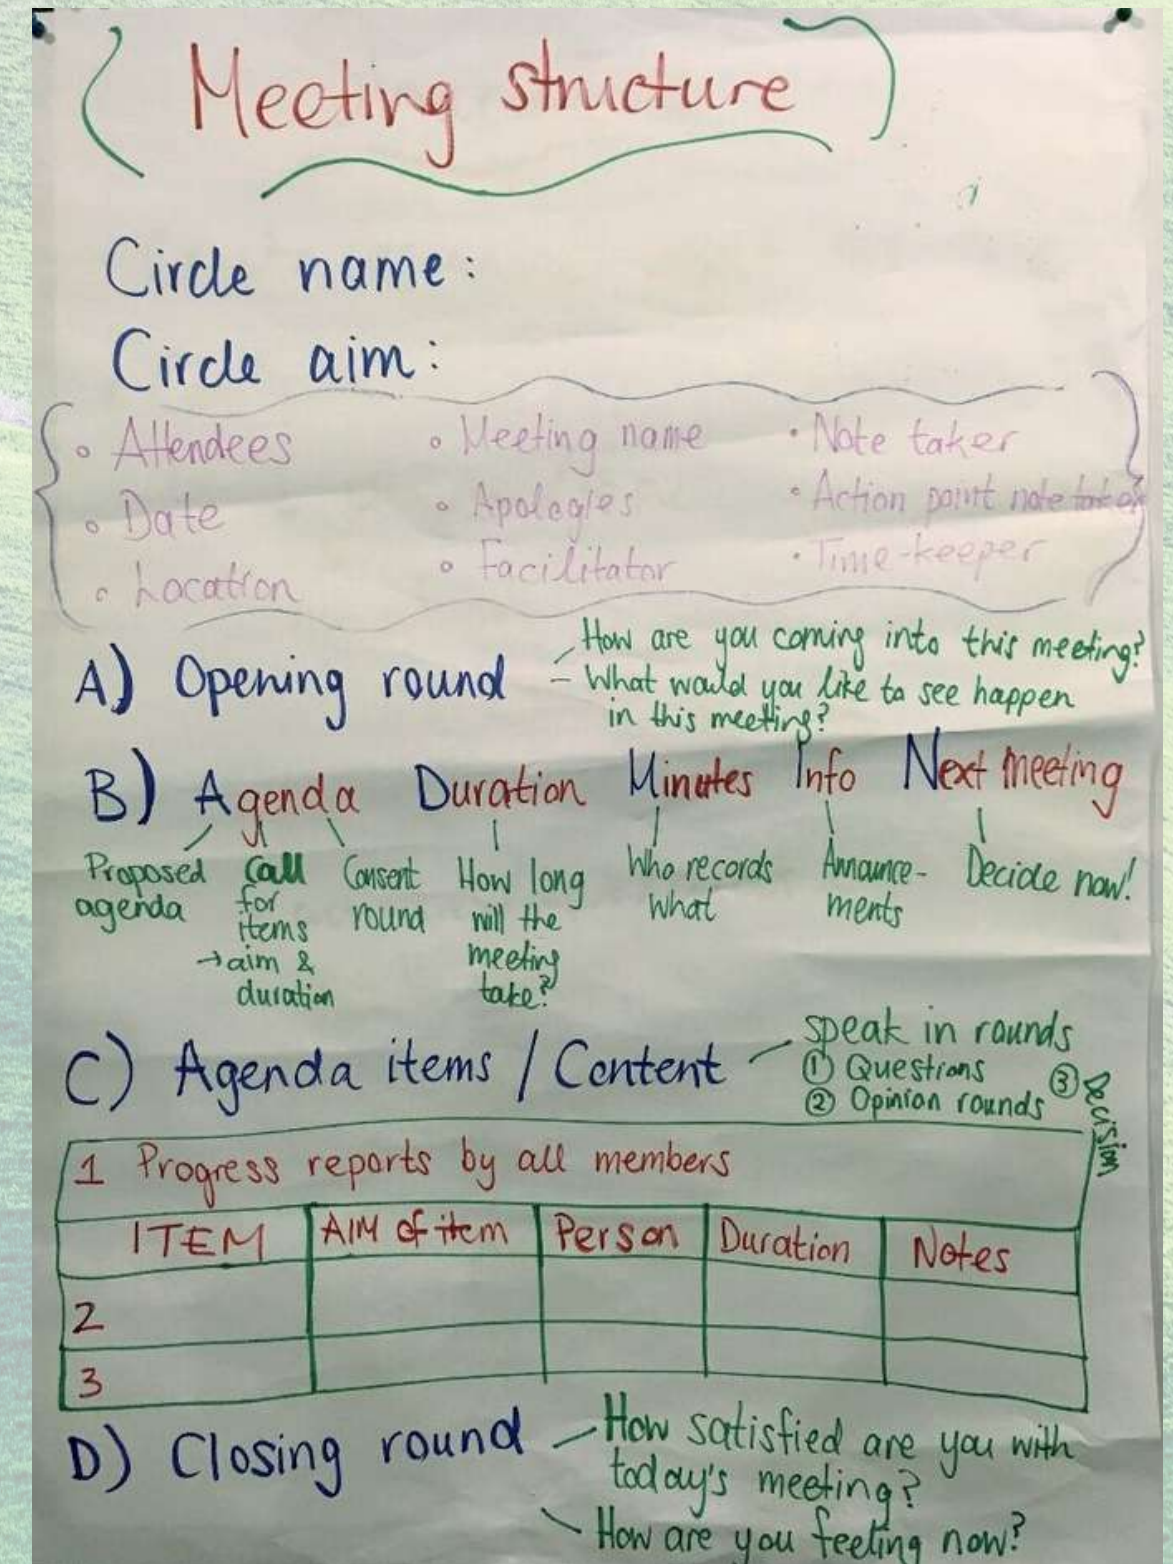 Meeting structure
Circle name:
Circle aim:
• Attendees
• Date
• Location
• Meeting name
• Apologies
• Facilitator
• Note taker
• Action point note taker
• Time-keeper
A) Opening round
- How are you coming into this meeting?
- What would you like to see happen
in this meeting?
B) Agenda Duration Minutes Info Next meeting
Proposed
agenda
Call
for
items
→ aim &
duration
Consent
round
How long
will the
meeting
take?
Who records
what
Announce-
ments
Decide now!
C) Agenda items / Content
speak in rounds
① Questions
② Opinion rounds
③ Decision
1 Progress reports by all members
ITEM AIM of item Person Duration Notes
2
3
D) Closing round
How satisfied are you with
today's meeting?
How are you feeling now?